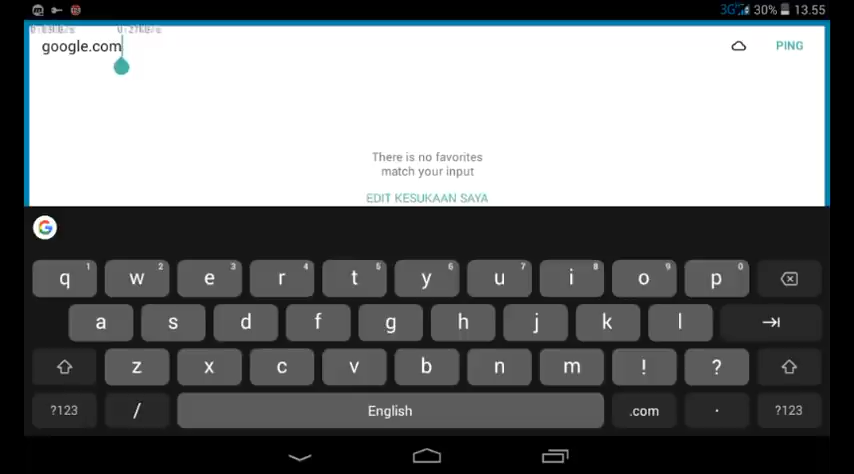 3G 30% 13.55
google.com PING
There is no favorites
match your input
EDIT KESUKAAN SAYA
G
q 1 w 2 e 3 r 4 t 5 y 6 u 7 i 8 o 9 p 0
a s d f g h j k l
z x c v b n m ! ?
?123 / English .com . ?123